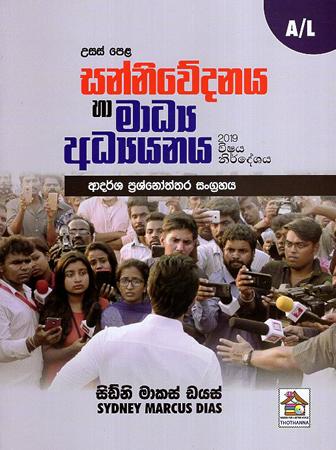 A/L
උසස් පෙළ
සන්නිවේදනය
හා මාධ්‍ය
අධ්‍යයනය
2019
විෂය
නිර්දේශය
ආදර්ශ ප්‍රශ්නෝත්තර සංග්‍රහය
සිඩ්නි මාකස් ඩයස්
SYDNEY MARCUS DIAS
THOTHANNA